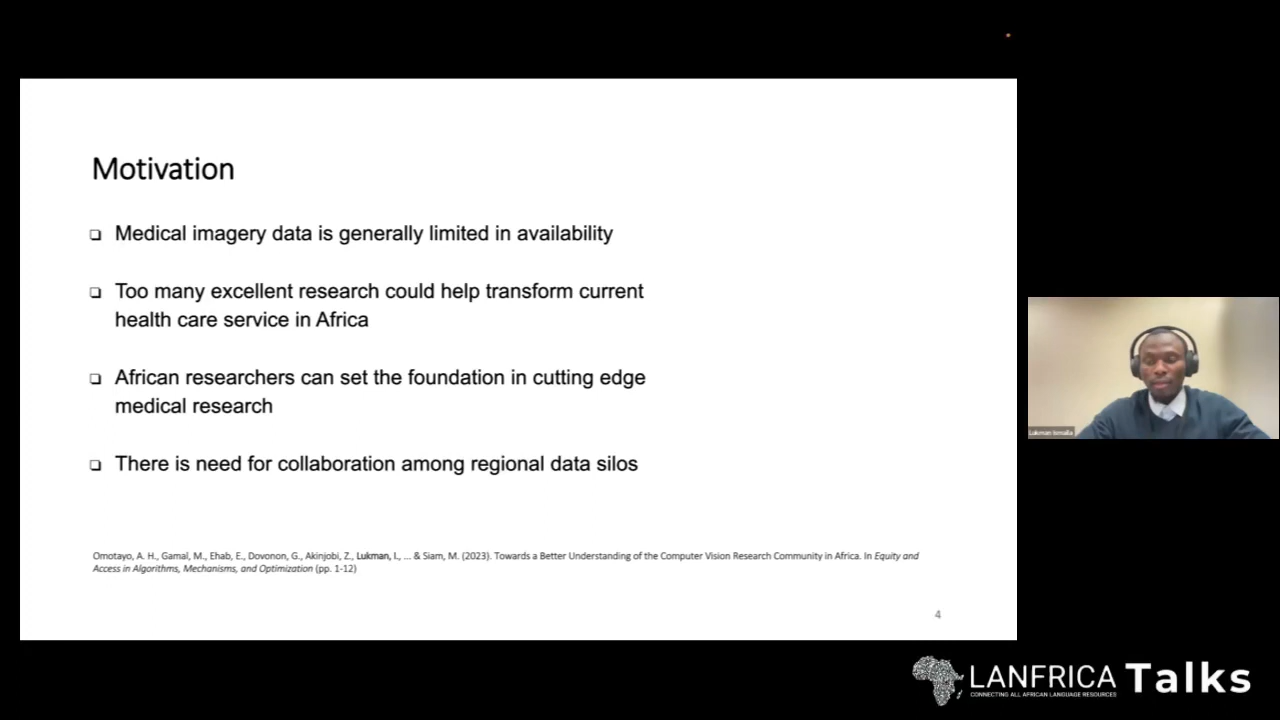 Motivation
❏ Medical imagery data is generally limited in availability
❏ Too many excellent research could help transform current
health care service in Africa
❏ African researchers can set the foundation in cutting edge
medical research
❏ There is need for collaboration among regional data silos
Omotayo, A. H., Gamal, M., Ehab, E., Dovonon, G., Akinjobi, Z., Lukman, I., ... & Siam, M. (2023). Towards a Better Understanding of the Computer Vision Research Community in Africa. In Equity and
Access in Algorithms, Mechanisms, and Optimization (pp. 1-12)
4
Lukman Ismaila
LANFRICA Talks
CONNECTING ALL AFRICAN LANGUAGE RESOURCES